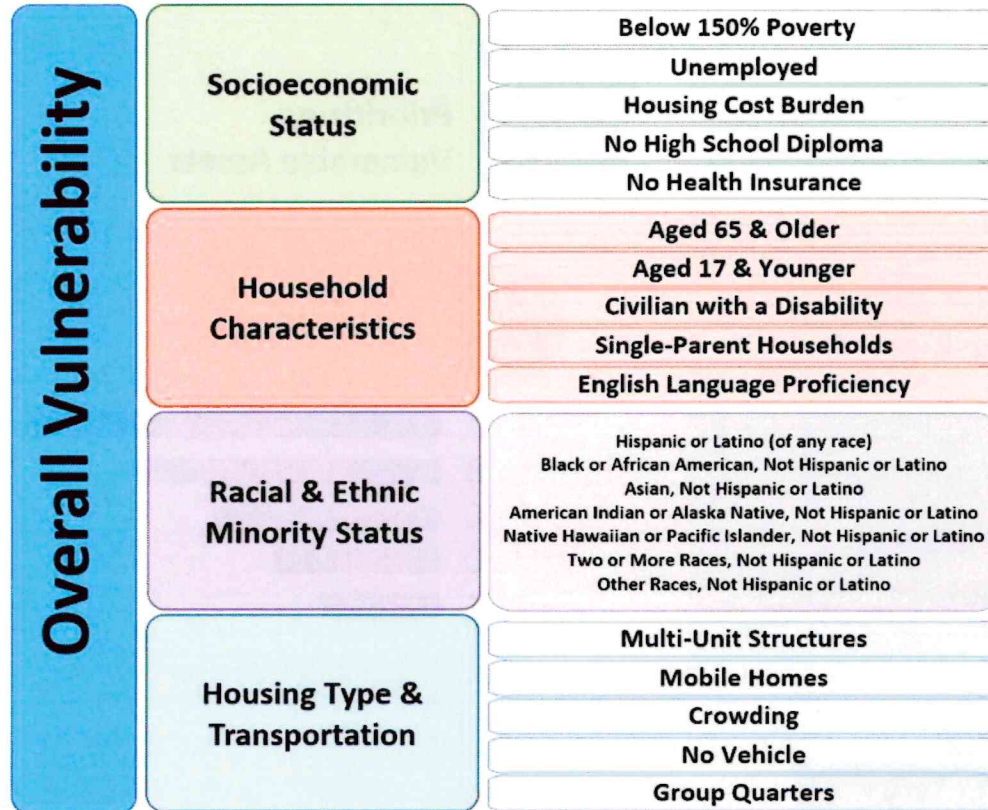 Overall Vulnerability
Socioeconomic
Status
Below 150% Poverty
Unemployed
Housing Cost Burden
No High School Diploma
No Health Insurance
Household
Characteristics
Aged 65 & Older
Aged 17 & Younger
Civilian with a Disability
Single-Parent Households
English Language Proficiency
Racial & Ethnic
Minority Status
Hispanic or Latino (of any race)
Black or African American, Not Hispanic or Latino
Asian, Not Hispanic or Latino
American Indian or Alaska Native, Not Hispanic or Latino
Native Hawaiian or Pacific Islander, Not Hispanic or Latino
Two or More Races, Not Hispanic or Latino
Other Races, Not Hispanic or Latino
Housing Type &
Transportation
Multi-Unit Structures
Mobile Homes
Crowding
No Vehicle
Group Quarters